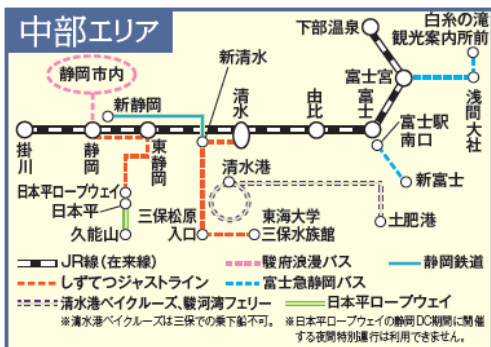 中部エリア
下部温泉
白糸の滝
観光案内所前
富士宮
浅間大社
静岡市内
新静岡
新清水
清水
由比
富士
富士駅
南口
新富士
掛川
静岡
東静岡
日本平ロープウェイ
日本平
久能山
清水港
土肥港
三保松原
入口
東海大学
三保水族館
JR線(在来線)
駿府浪漫バス
静岡鉄道
しずてつジャストライン
富士急静岡バス
清水港ベイクルーズ、駿河湾フェリー
日本平ロープウェイ
※清水港ベイクルーズは三保での乗下船不可。
※日本平ロープウェイの静岡DC期間に開催
する夜間特別運行は利用できません。